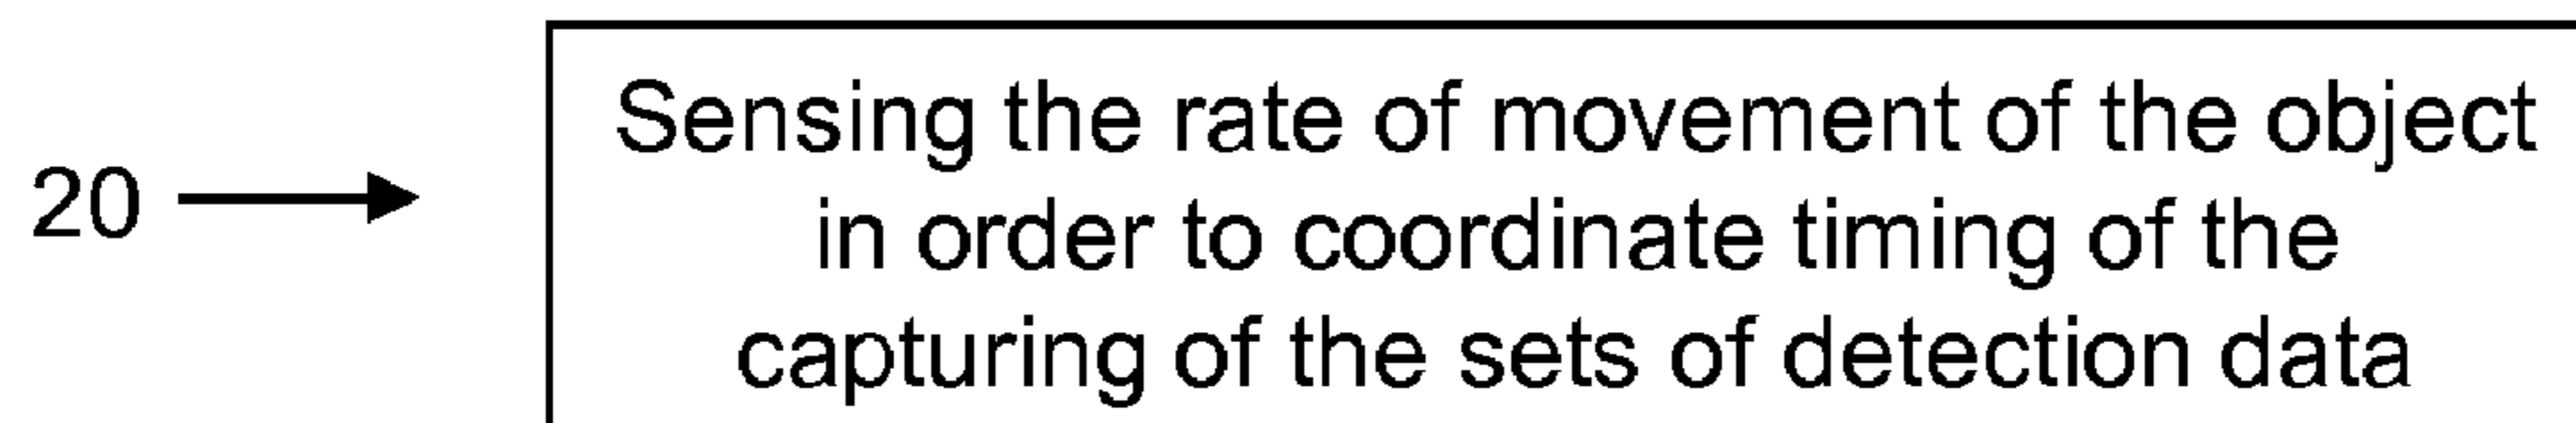 Sensing the rate of movement of the object
20
in order to coordinate timing of the
capturing of the sets of detection data